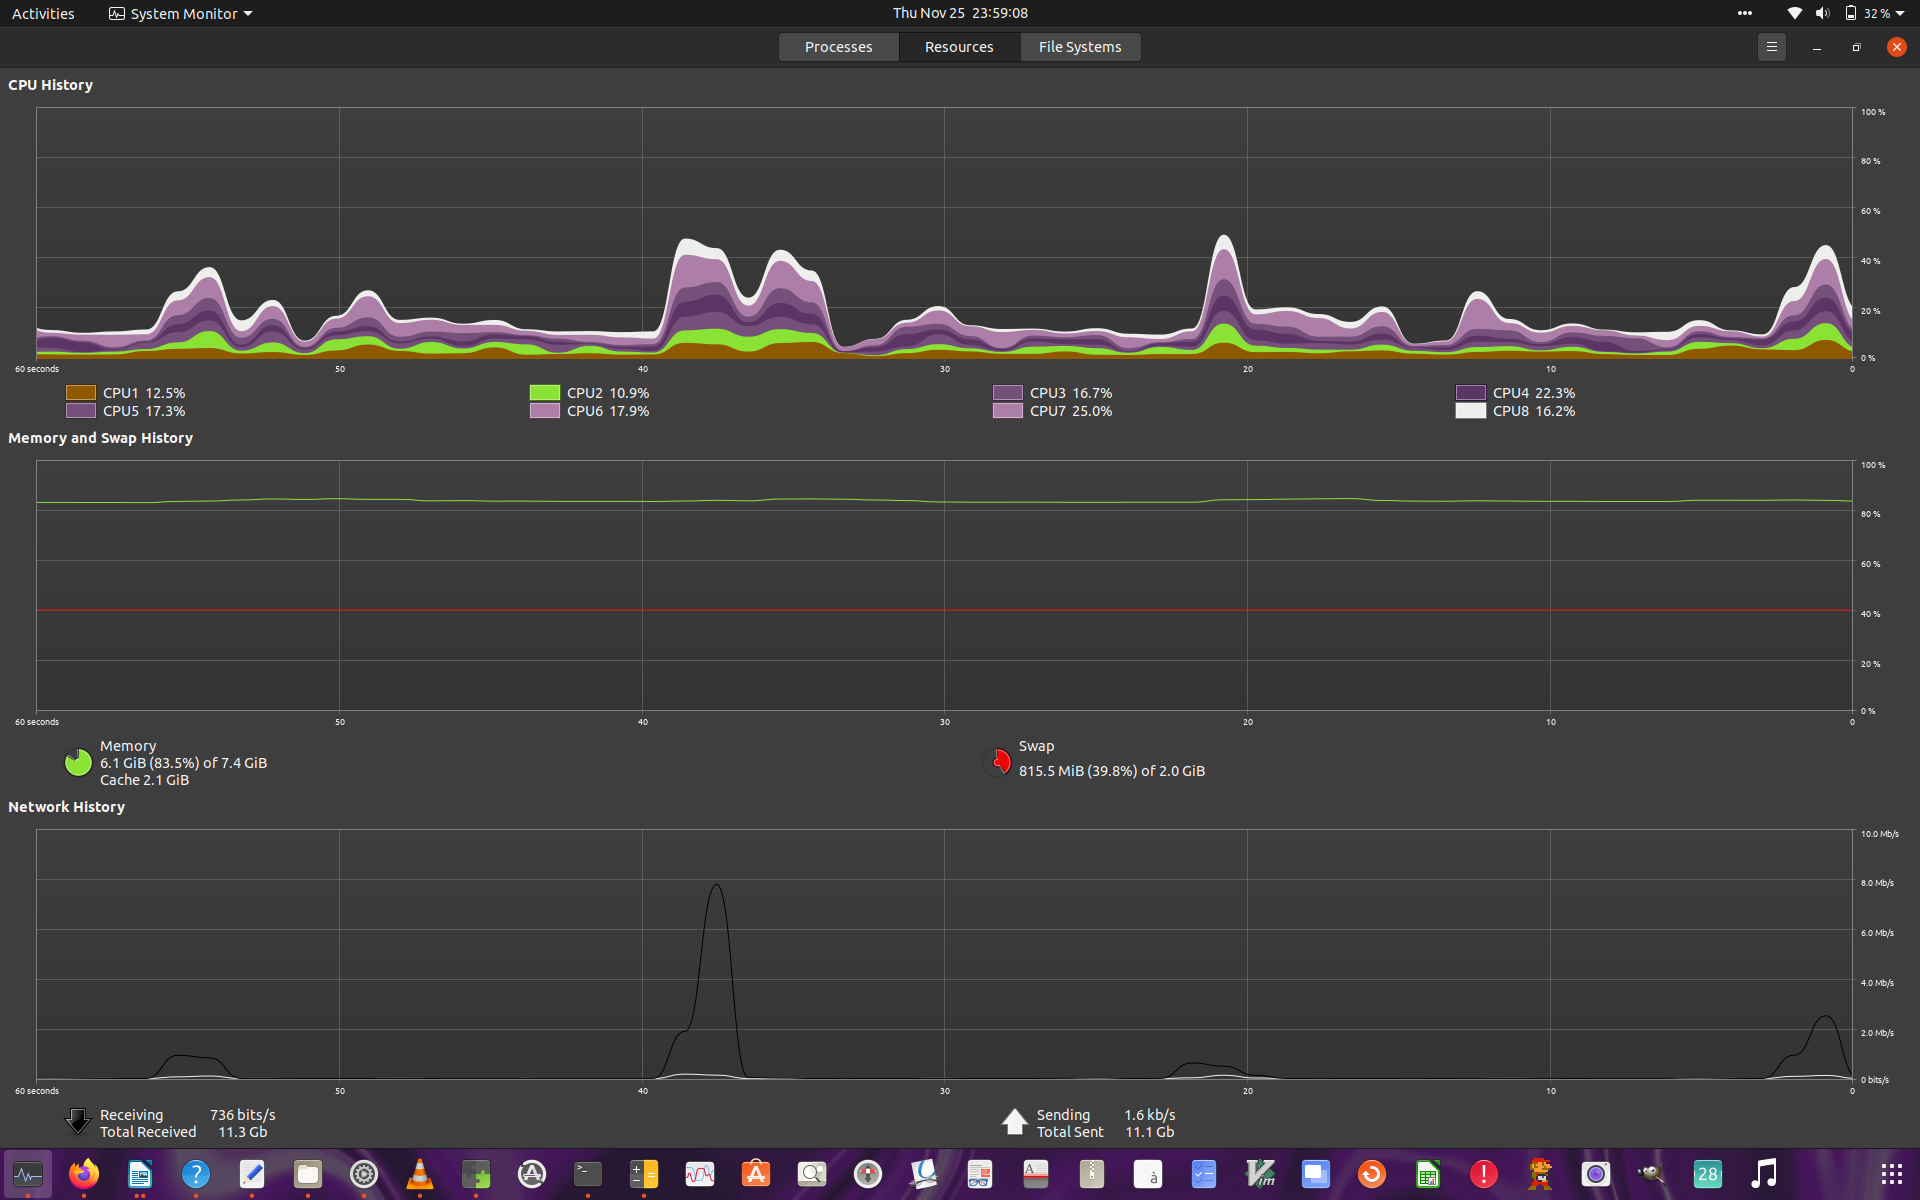 Activities
System Monitor
Thu Nov 25 23:59:08
32 %
Processes
Resources
File Systems
CPU History
100 %
80 %
60 %
40 %
20 %
0 %
60 seconds 50 40 30 20 10 0
CPU1 12.5% CPU2 10.9% CPU3 16.7% CPU4 22.3%
CPU5 17.3% CPU6 17.9% CPU7 25.0% CPU8 16.2%
Memory and Swap History
100 %
80 %
60 %
40 %
20 %
0 %
60 seconds 50 40 30 20 10 0
Memory
6.1 GiB (83.5%) of 7.4 GiB
Cache 2.1 GiB
Swap
815.5 MiB (39.8%) of 2.0 GiB
Network History
10.0 Mb/s
8.0 Mb/s
6.0 Mb/s
4.0 Mb/s
2.0 Mb/s
0 bits/s
60 seconds 50 40 30 20 10 0
Receiving 736 bits/s
Total Received 11.3 Gb
Sending 1.6 kb/s
Total Sent 11.1 Gb
?
>_
A
à
Vim
!
28